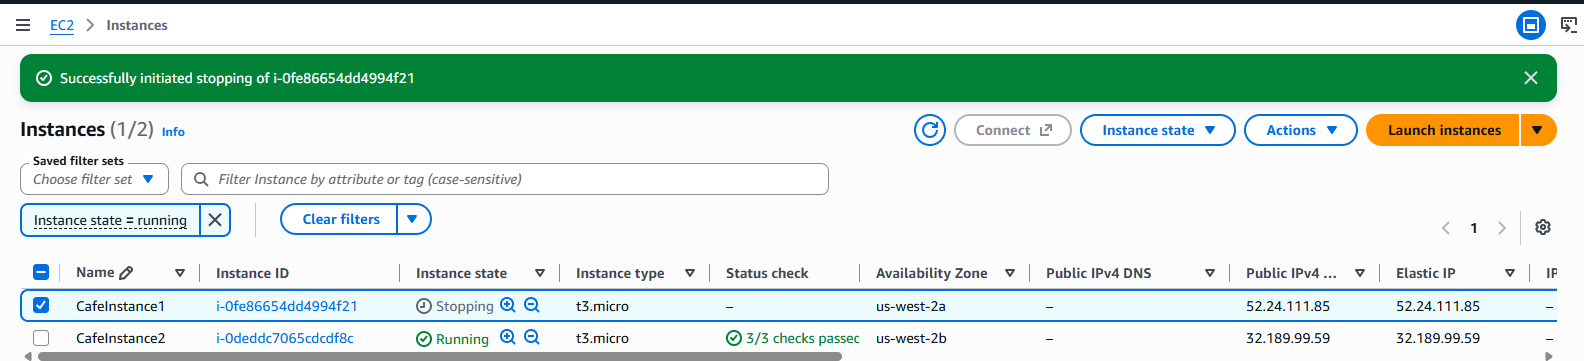 EC2 > Instances
Successfully initiated stopping of i-0fe86654dd4994f21
Instances (1/2) Info
Connect
Instance state
Actions
Launch instances
Saved filter sets
Choose filter set
Filter Instance by attribute or tag (case-sensitive)
Instance state = running
Clear filters
1
Name Instance ID Instance state Instance type Status check Availability Zone Public IPv4 DNS Public IPv4 ... Elastic IP IP
CafeInstance1 i-0fe86654dd4994f21 Stopping t3.micro – us-west-2a – 52.24.111.85 52.24.111.85 –
CafeInstance2 i-0deddc7065cdcdf8c Running t3.micro 3/3 checks passed us-west-2b – 32.189.99.59 32.189.99.59 –